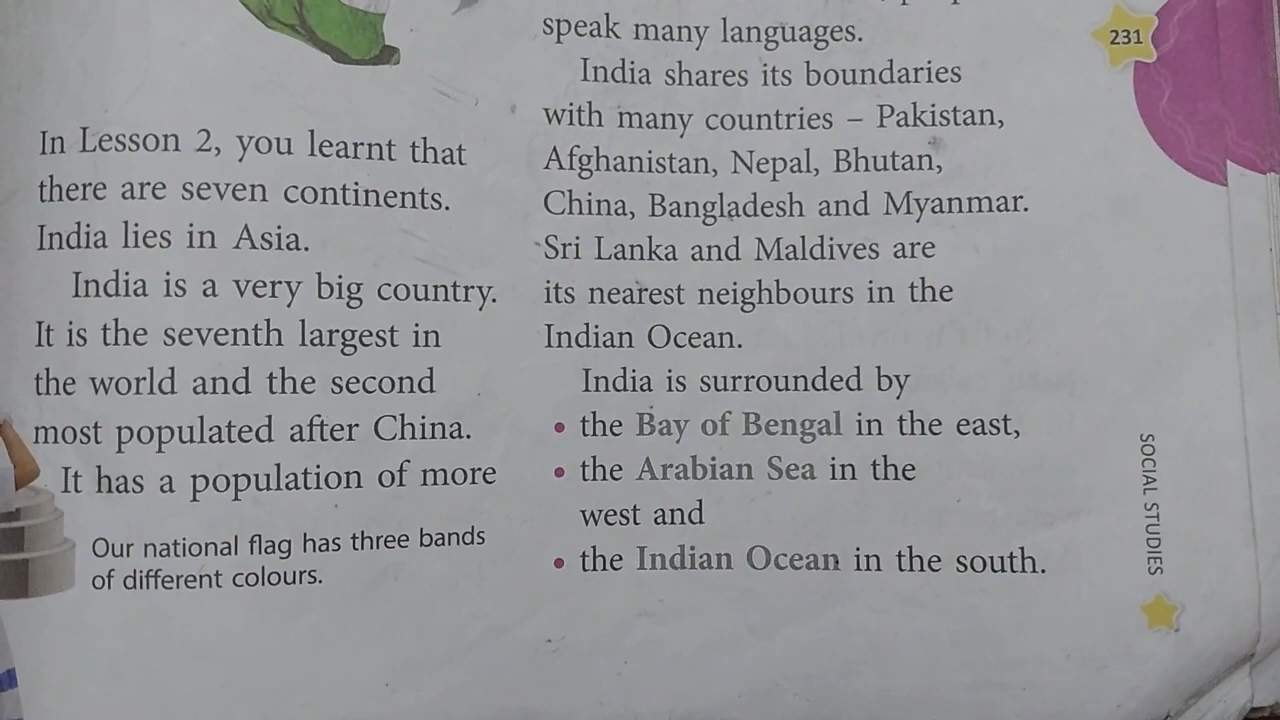 In Lesson 2, you learnt that
there are seven continents.
India lies in Asia.
India is a very big country.
It is the seventh largest in
the world and the second
most populated after China.
It has a population of more
Our national flag has three bands
of different colours.
speak many languages.
India shares its boundaries
with many countries – Pakistan,
Afghanistan, Nepal, Bhutan,
China, Bangladesh and Myanmar.
Sri Lanka and Maldives are
its nearest neighbours in the
Indian Ocean.
India is surrounded by
• the Bay of Bengal in the east,
• the Arabian Sea in the
west and
• the Indian Ocean in the south.
231
SOCIAL STUDIES